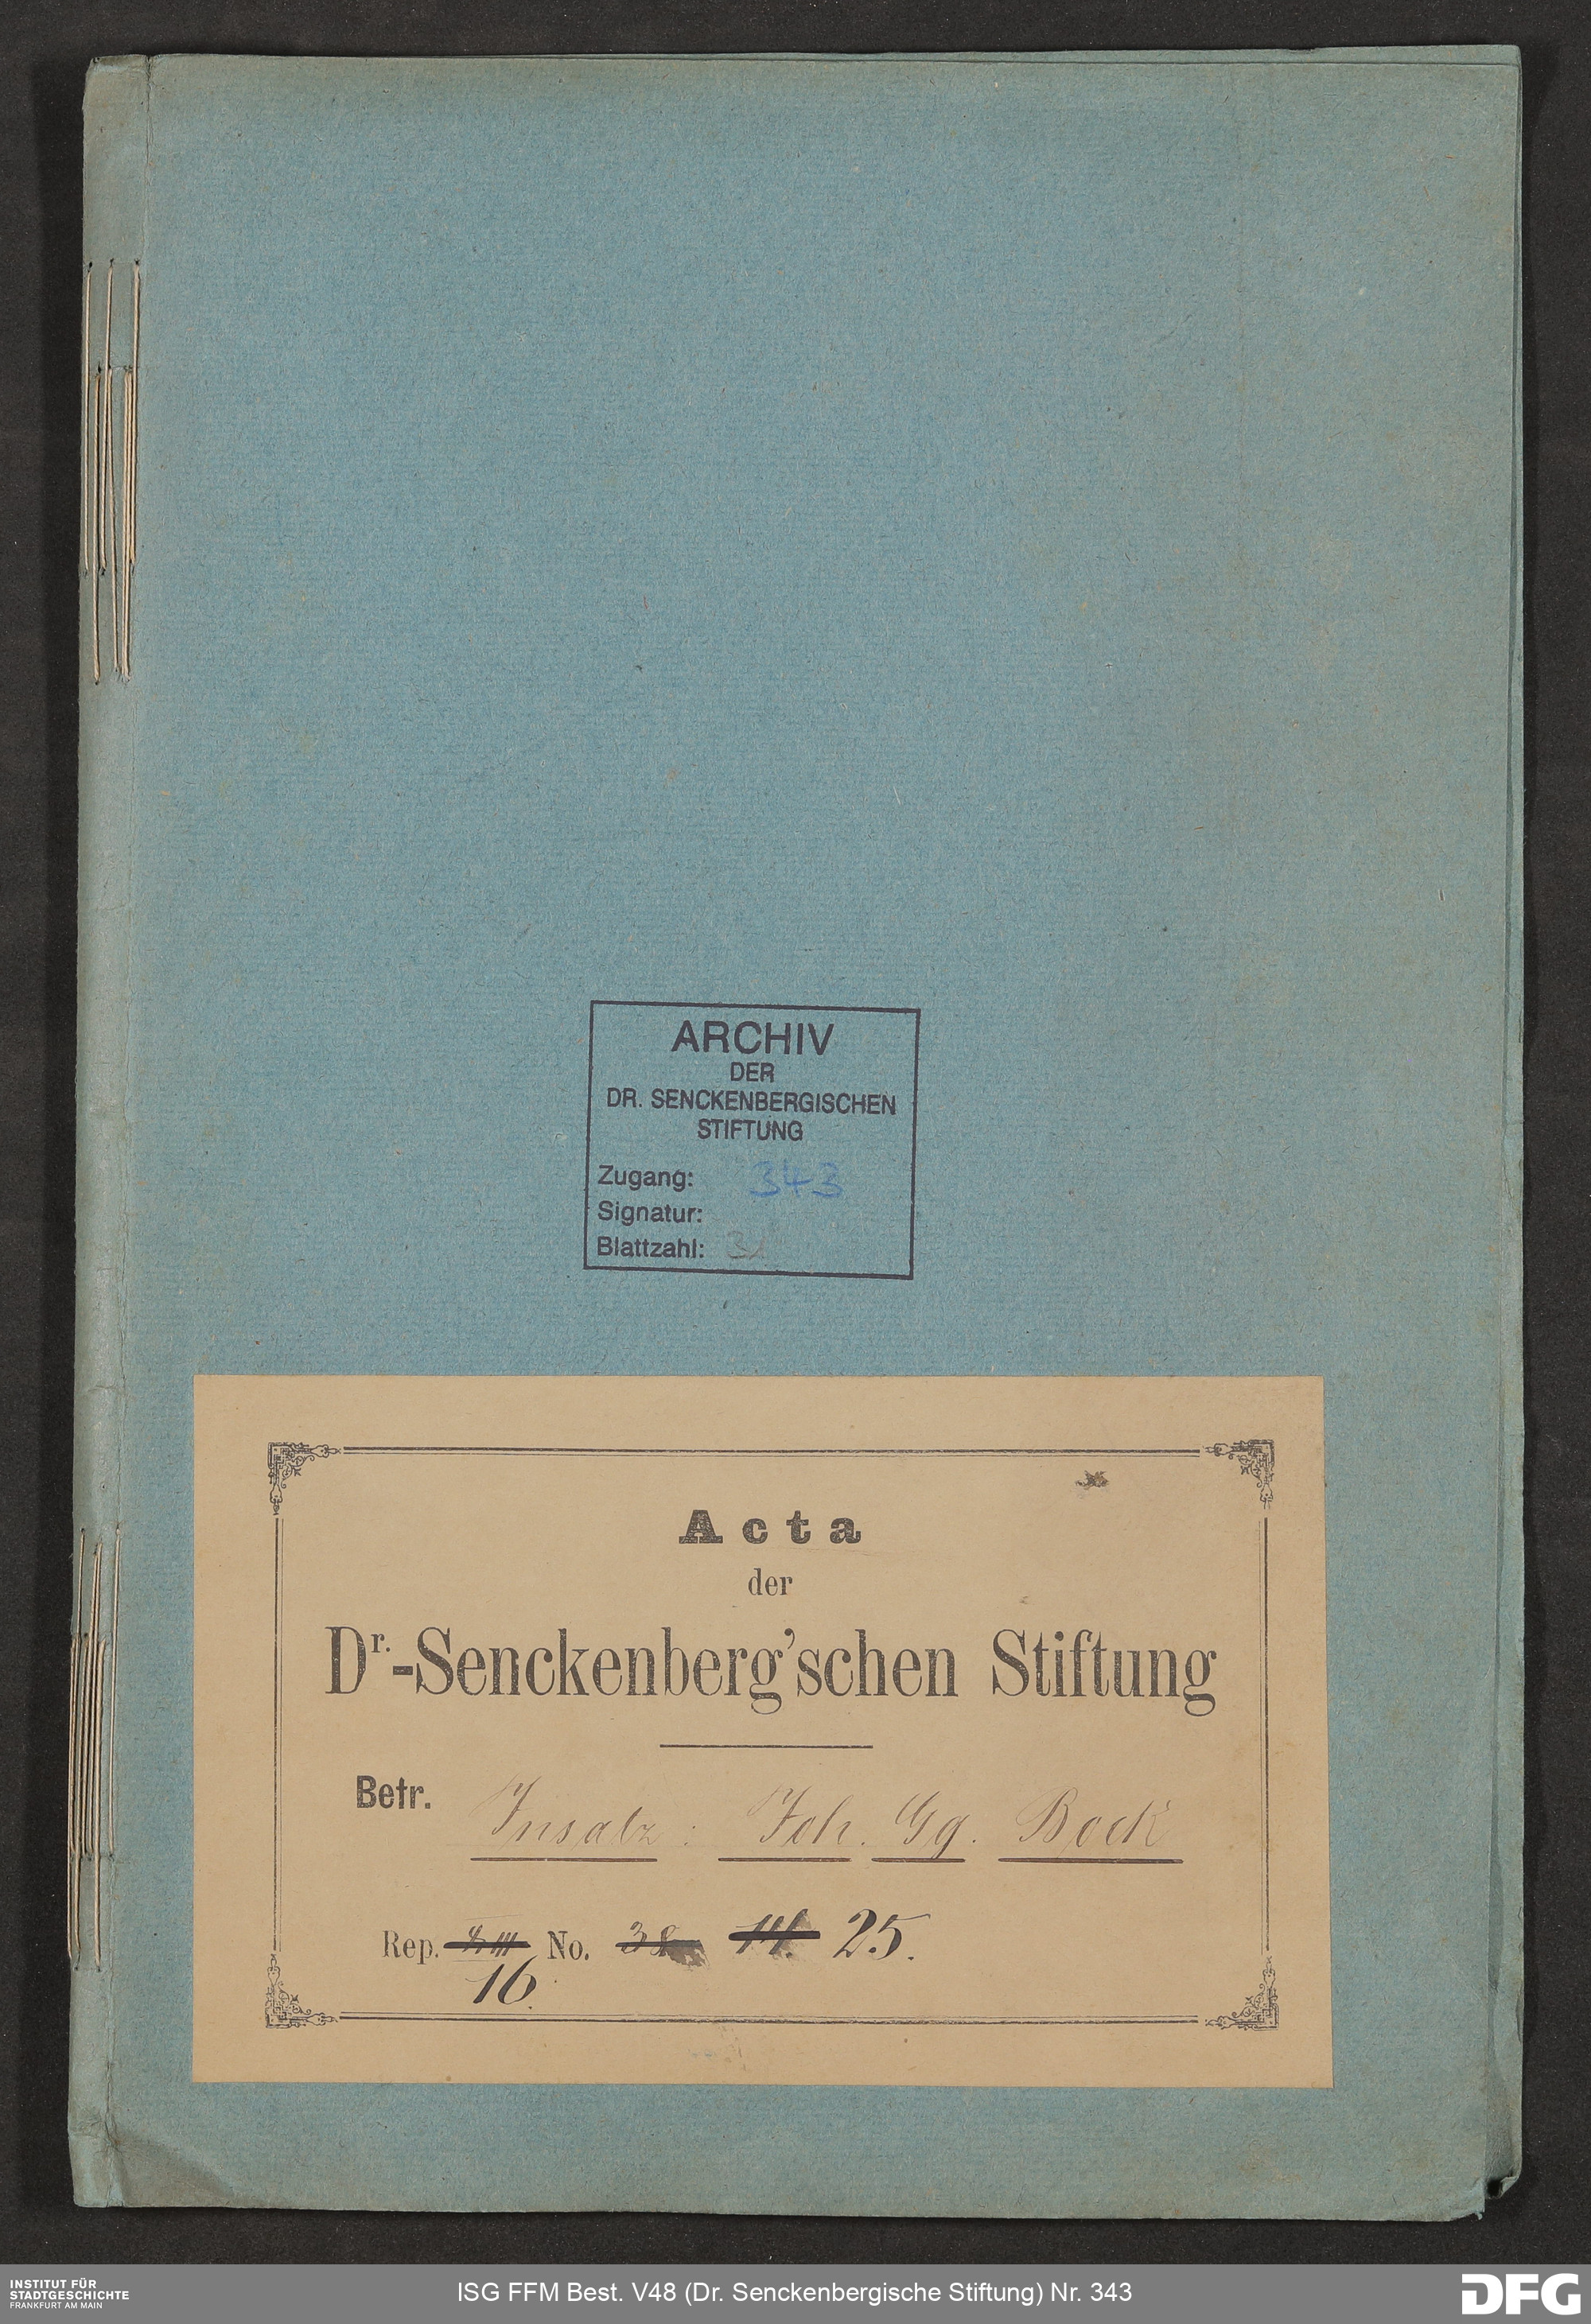 ARCHIV
DER
DR. SENCKENBERGISCHEN
STIFTUNG
Zugang: 343
Signatur:
Blattzahl:
Acta
der
Dr.-Senckenberg'schen Stiftung
Betr. Insatz: Joh. Gg. Bock
Rep. No. 25.
16.
INSTITUT FÜR
STADTGESCHICHTE
FRANKFURT AM MAIN
ISG FFM Best. V48 (Dr. Senckenbergische Stiftung) Nr. 343
DFG